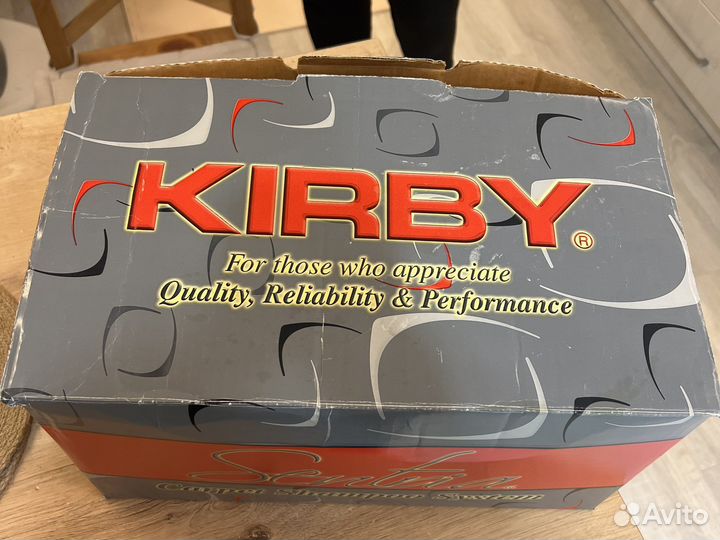 KIRBY®
For those who appreciate
Quality, Reliability & Performance
Sentria
Carpet Shampoo System
Avito